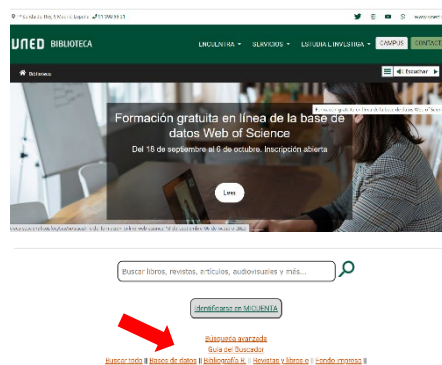 UNED BIBLIOTECA
ENCUENTRA SERVICIOS ESTUDIA E INVESTIGA CAMPUS CONTACT
Biblioteca
Escuchar
Formación gratuita en línea de la base de
datos Web of Science
Del 18 de septiembre al 6 de octubre. Inscripción abierta
Leer
Buscar libros, revistas, artículos, audiovisuales y más...
Identificarse en MICUENTA
Búsqueda avanzada
Guía del Buscador
Buscar todo || Bases de datos || Bibliografía R. || Revistas y libros-e || Fondo impreso ||